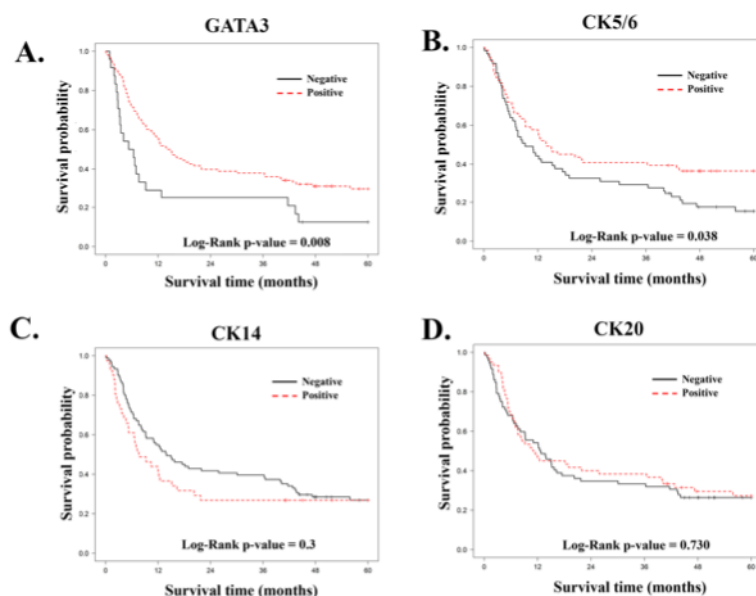 GATA3
A.
Survival probability
1.0
0.8
0.6
0.4
0.2
0.0
Negative
Positive
Log-Rank p-value = 0.008
0 12 24 36 48 60
Survival time (months)
CK5/6
B.
Survival probability
1.0
0.8
0.6
0.4
0.2
0.0
Negative
Positive
Log-Rank p-value = 0.038
0 12 24 36 48 60
Survival time (months)
CK14
C.
Survival probability
1.0
0.8
0.6
0.4
0.2
0.0
Negative
Positive
Log-Rank p-value = 0.3
0 12 24 36 48 60
Survival time (months)
CK20
D.
Survival probability
1.0
0.8
0.6
0.4
0.2
0.0
Negative
Positive
Log-Rank p-value = 0.730
0 12 24 36 48 60
Survival time (months)